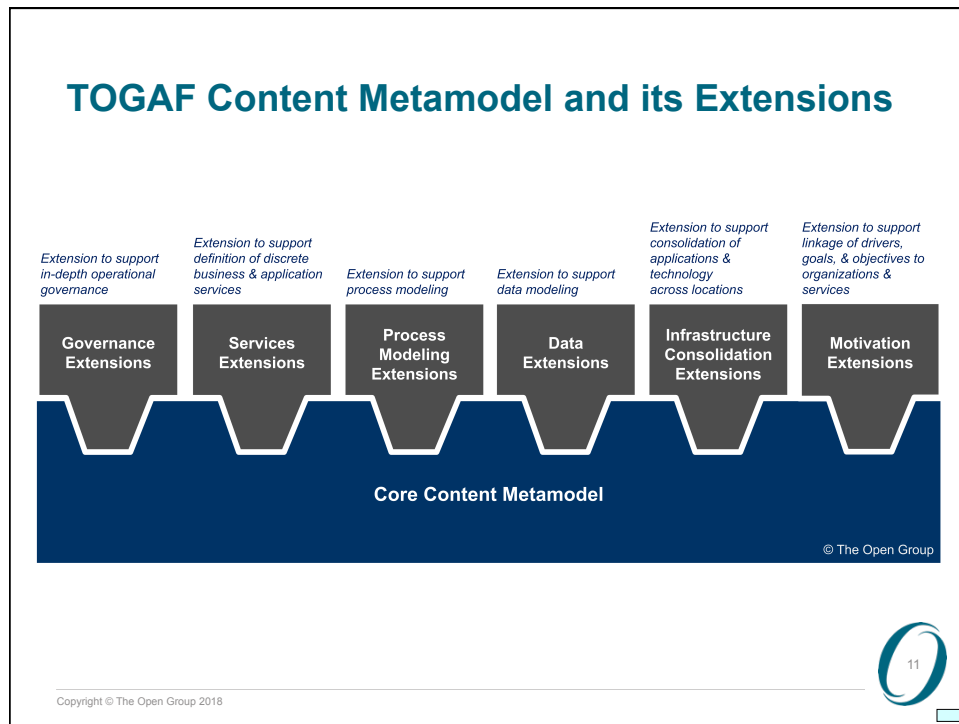 TOGAF Content Metamodel and its Extensions
Extension to support
in-depth operational
governance
Extension to support
definition of discrete
business & application
services
Extension to support
process modeling
Extension to support
data modeling
Extension to support
consolidation of
applications &
technology
across locations
Extension to support
linkage of drivers,
goals, & objectives to
organizations &
services
Governance
Extensions
Services
Extensions
Process
Modeling
Extensions
Data
Extensions
Infrastructure
Consolidation
Extensions
Motivation
Extensions
Core Content Metamodel
© The Open Group
11
Copyright © The Open Group 2018